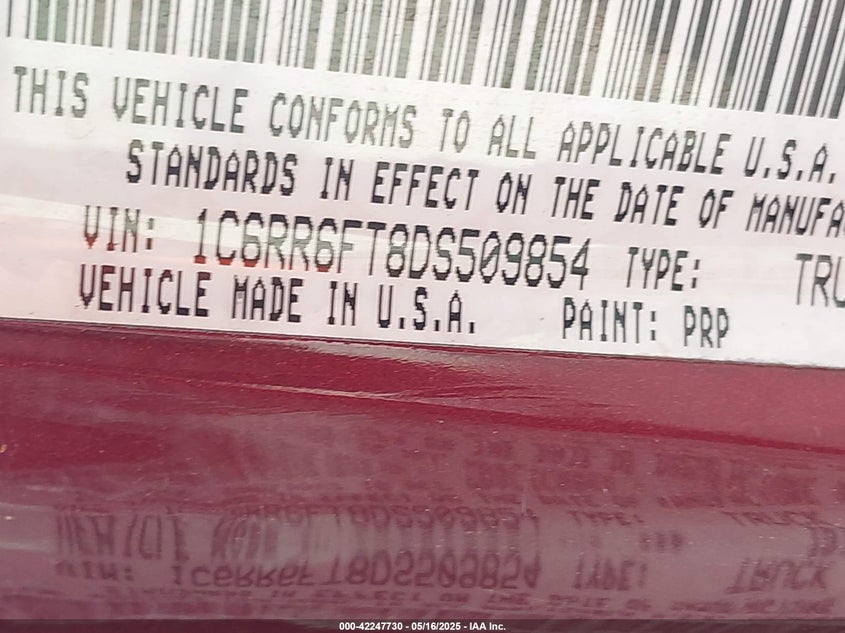 THIS VEHICLE CONFORMS TO ALL APPLICABLE U.S.A.
STANDARDS IN EFFECT ON THE DATE OF MANUFA
VIN: 1C6RR6FT8DS509854 TYPE: TRU
VEHICLE MADE IN U.S.A. PAINT: PRP
000-42247730 - 05/16/2025 - IAA Inc.